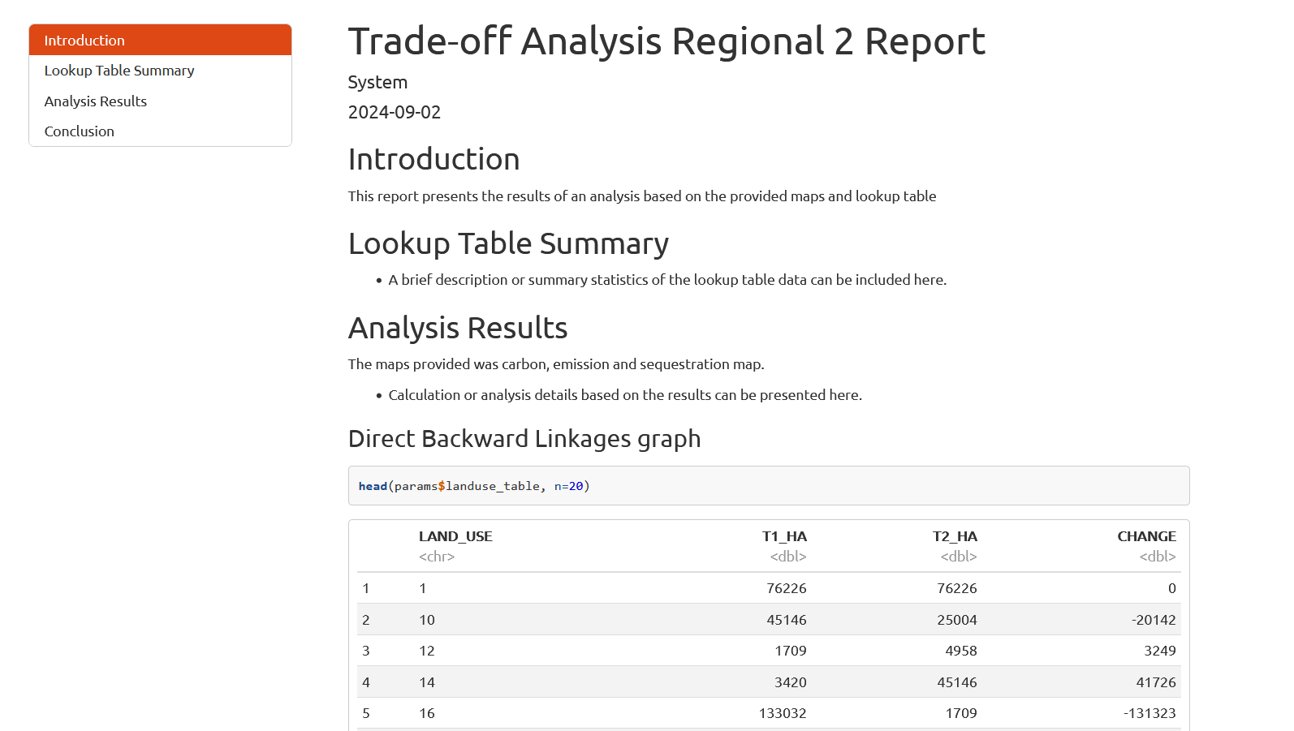 Introduction
Lookup Table Summary
Analysis Results
Conclusion
Trade-off Analysis Regional 2 Report
System
2024-09-02
Introduction
This report presents the results of an analysis based on the provided maps and lookup table
Lookup Table Summary
• A brief description or summary statistics of the lookup table data can be included here.
Analysis Results
The maps provided was carbon, emission and sequestration map.
• Calculation or analysis details based on the results can be presented here.
Direct Backward Linkages graph
head(params$landuse_table, n=20)
LAND_USE T1_HA T2_HA CHANGE
<chr> <dbl> <dbl> <dbl>
1 1 76226 76226 0
2 10 45146 25004 -20142
3 12 1709 4958 3249
4 14 3420 45146 41726
5 16 133032 1709 -131323